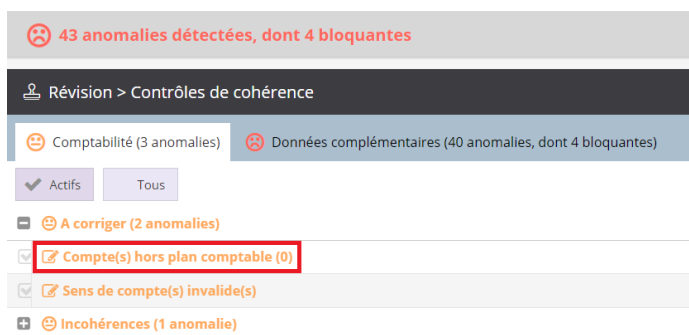 43 anomalies détectées, dont 4 bloquantes
Révision > Contrôles de cohérence
Comptabilité (3 anomalies) Données complémentaires (40 anomalies, dont 4 bloquantes)
Actifs Tous
A corriger (2 anomalies)
Compte(s) hors plan comptable (0)
Sens de compte(s) invalide(s)
Incohérences (1 anomalie)